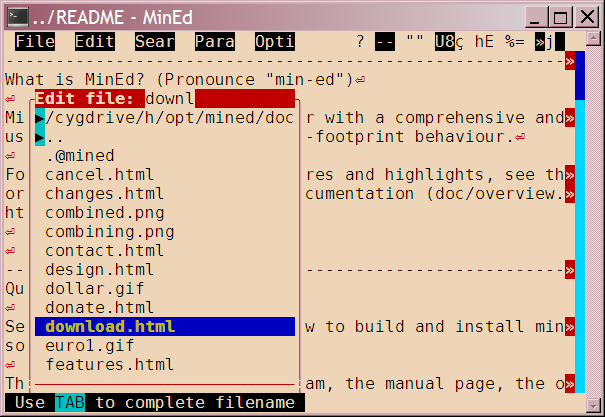 ../README - MinEd
File Edit Sear Para Opti ? -- "" U8ç hE %= »j
--------------------------------------------------------------------------»
What is MinEd? (Pronounce "min-ed")⏎
⏎ Edit file: downl
Mi ▶/cygdrive/h/opt/mined/doc r with a comprehensive and»
us ▶.. -footprint behaviour.⏎
⏎ .@mined
Fo cancel.html res and highlights, see th»
or changes.html cumentation (doc/overview.»
ht combined.png
⏎ combining.png
⏎ contact.html
-- design.html --------------------------»
Qu dollar.gif
⏎ donate.html
Se download.html w to build and install min»
so euro1.gif
⏎ features.html
Th am, the manual page, the o»
Use TAB to complete filename